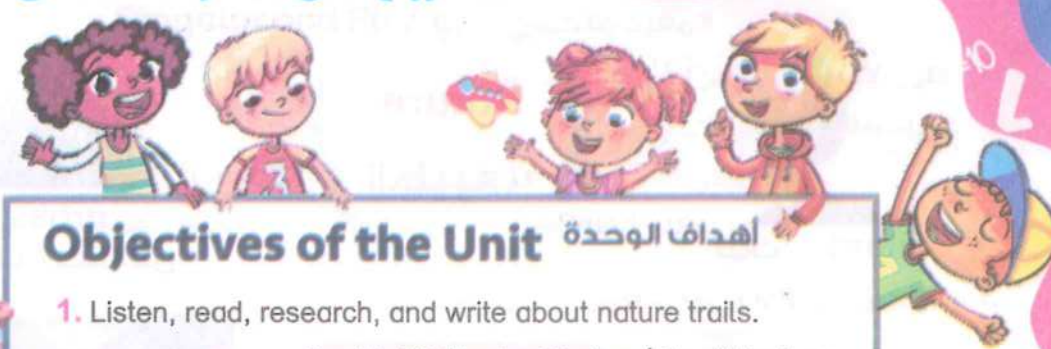 Objectives of the Unit أهداف الوحدة
1. Listen, read, research, and write about nature trails.